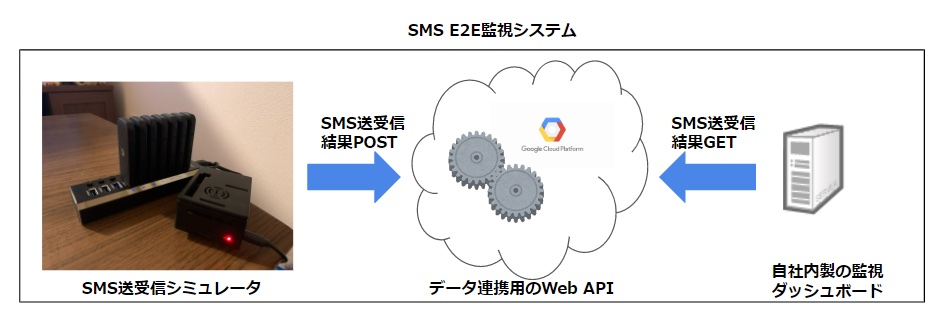 SMS E2E監視システム
SMS送受信
結果POST
Google Cloud Platform
SMS送受信
結果GET
SMS送受信シミュレータ
データ連携用のWeb API
自社内製の監視
ダッシュボード